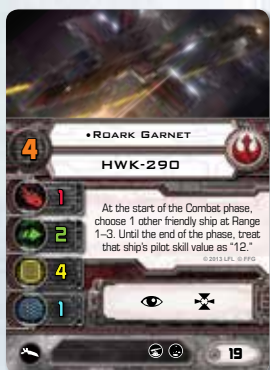 •Roark Garnet
4
HWK-290
1
At the start of the Combat phase,
choose 1 other friendly ship at Range
1–3. Until the end of the phase, treat
that ship's pilot skill value as "12."
2
© 2013 LFL © FFG
4
1
19